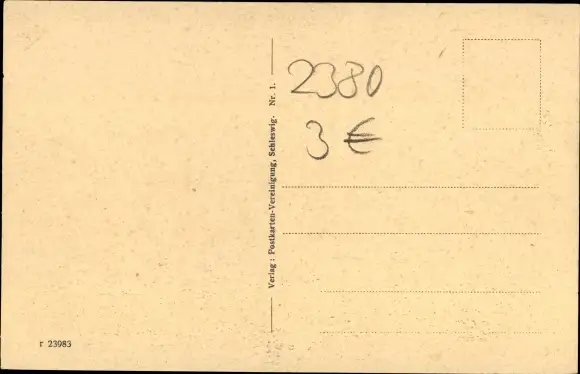 2380
3 €
Verlag: Postkarten-Vereinigung, Schleswig. Nr. 1.
r 23983